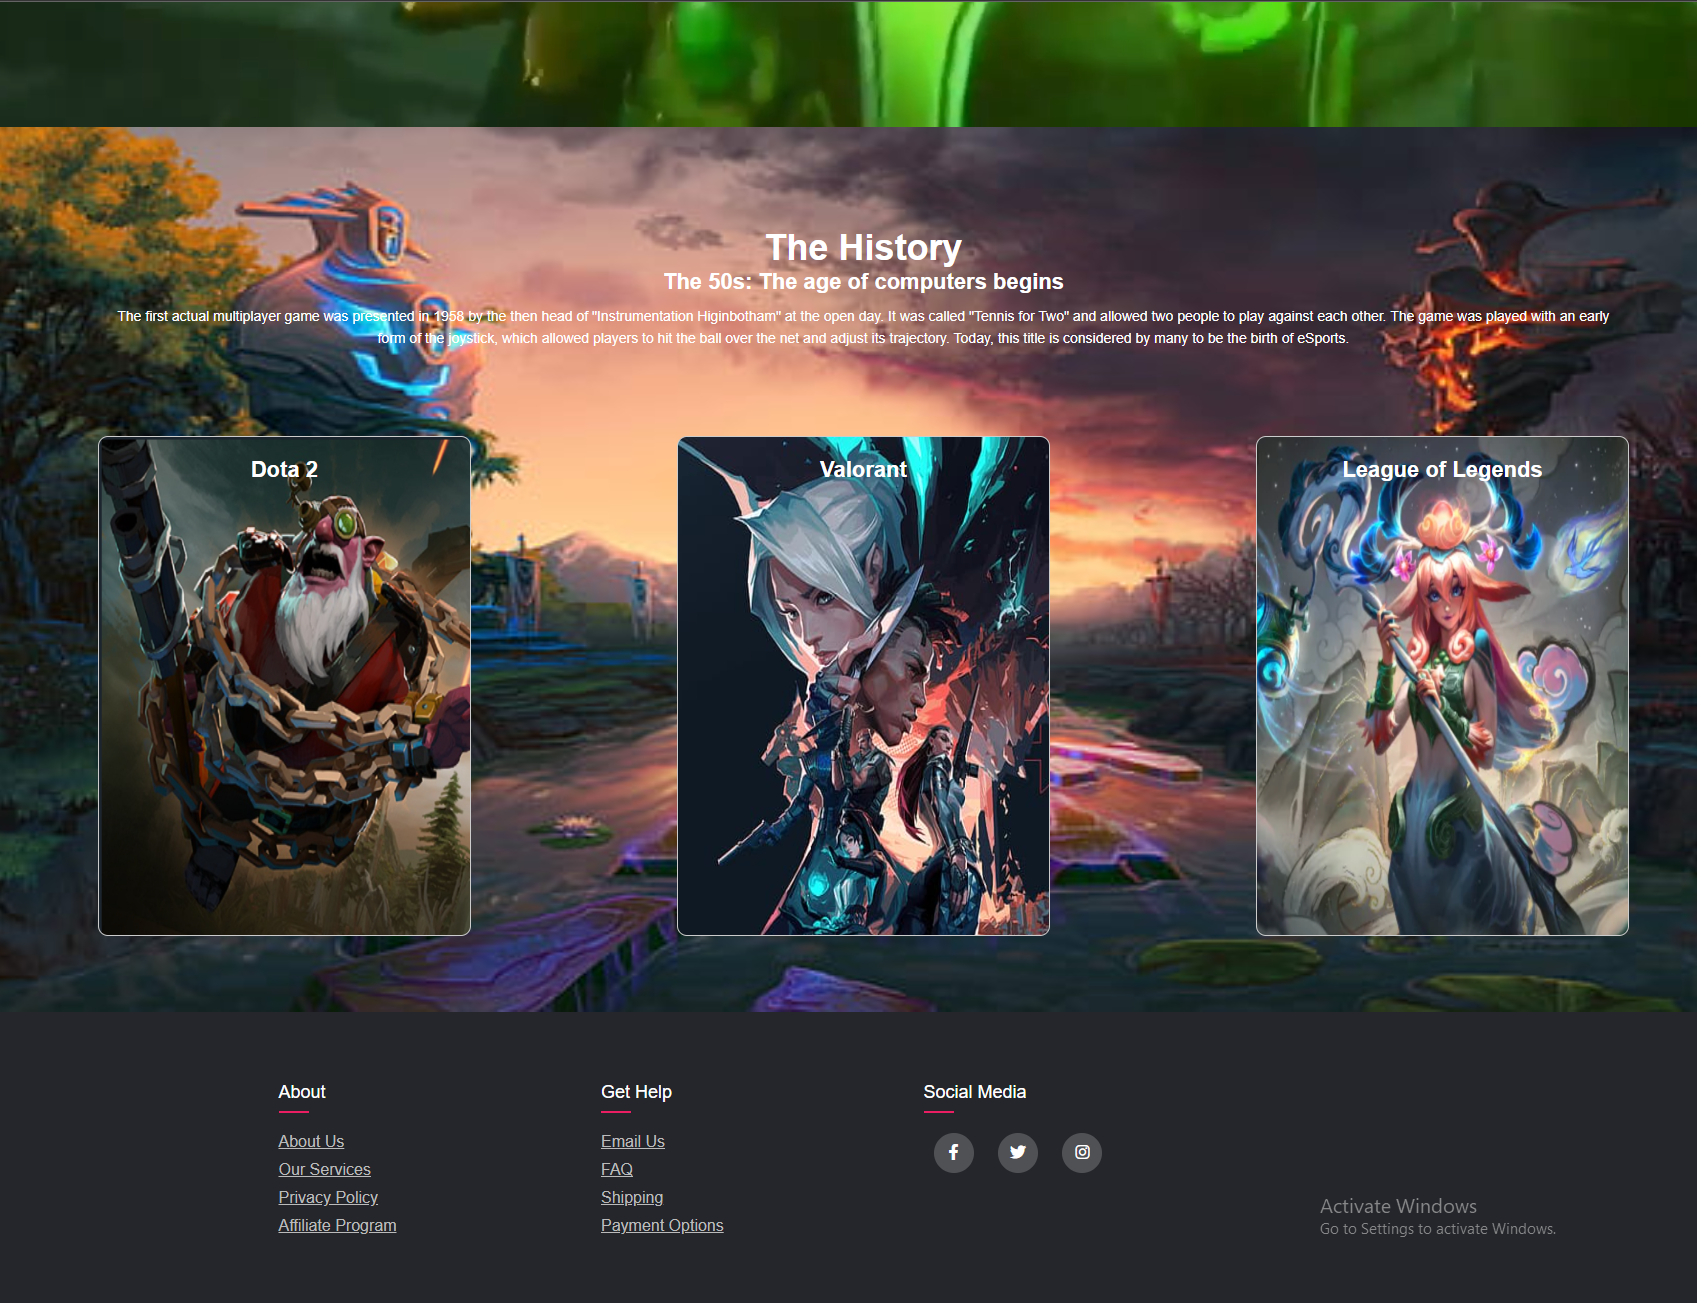 The History
The 50s: The age of computers begins
The first actual multiplayer game was presented in 1958 by the then head of "Instrumentation Higinbotham" at the open day. It was called "Tennis for Two" and allowed two people to play against each other. The game was played with an early
form of the joystick, which allowed players to hit the ball over the net and adjust its trajectory. Today, this title is considered by many to be the birth of eSports.
Dota 2
Valorant
League of Legends
About
About Us
Our Services
Privacy Policy
Affiliate Program
Get Help
Email Us
FAQ
Shipping
Payment Options
Social Media
Activate Windows
Go to Settings to activate Windows.